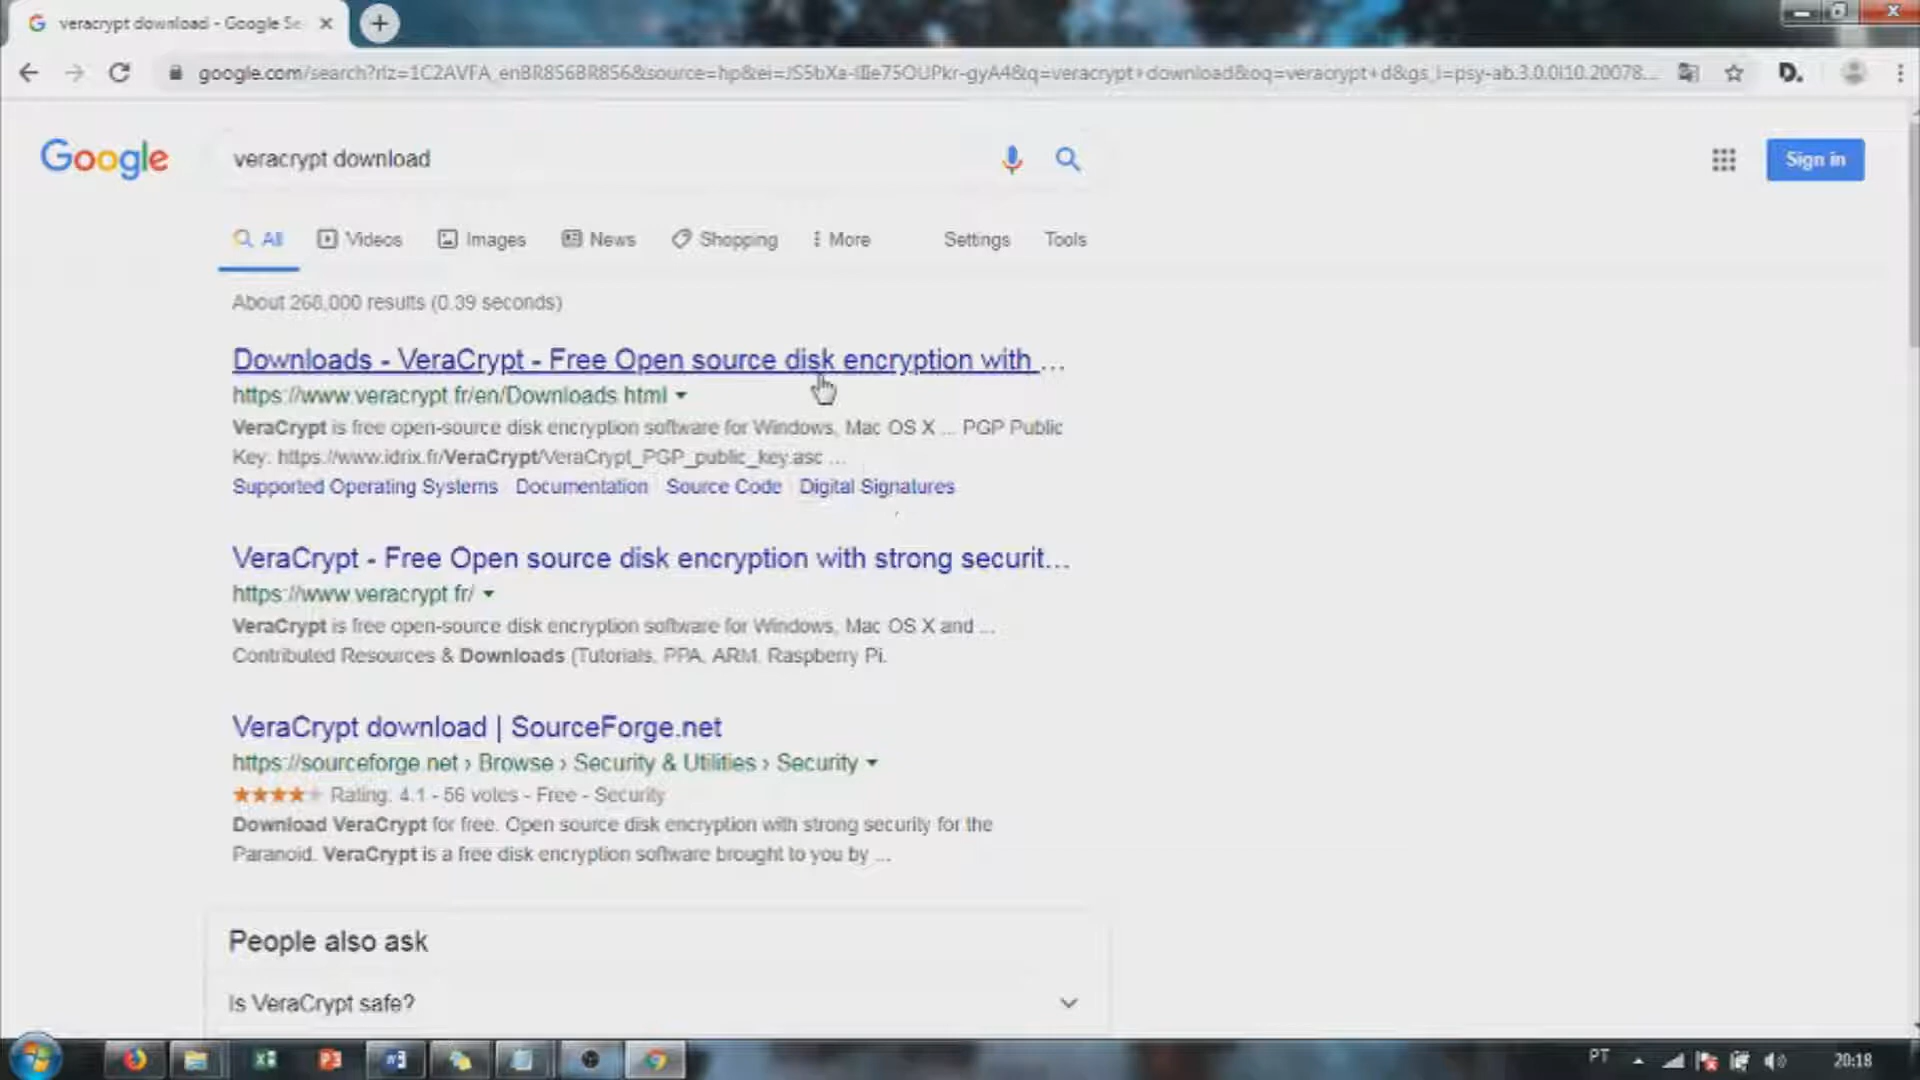 veracrypt download - Google Se
google.com/search?rlz=1C2AVFA_enBR856BR856&source=hp&ei=JS5bXa-IIIe75OUPkr-gyA4&q=veracrypt+download&oq=veracrypt+d&gs_l=psy-ab.3.0.0i10.20078...
Google
veracrypt download
Sign in
All Videos Images News Shopping More Settings Tools
About 268,000 results (0.39 seconds)
Downloads - VeraCrypt - Free Open source disk encryption with ...
https://www.veracrypt.fr/en/Downloads.html
VeraCrypt is free open-source disk encryption software for Windows, Mac OS X ... PGP Public
Key: https://www.idrix.fr/VeraCrypt/VeraCrypt_PGP_public_key.asc ...
Supported Operating Systems Documentation Source Code Digital Signatures
VeraCrypt - Free Open source disk encryption with strong securit...
https://www.veracrypt.fr/
VeraCrypt is free open-source disk encryption software for Windows, Mac OS X and ...
Contributed Resources & Downloads (Tutorials, PPA, ARM, Raspberry Pi.
VeraCrypt download | SourceForge.net
https://sourceforge.net › Browse › Security & Utilities › Security
Rating: 4.1 - 56 votes - Free - Security
Download VeraCrypt for free. Open source disk encryption with strong security for the
Paranoid. VeraCrypt is a free disk encryption software brought to you by ...
People also ask
Is VeraCrypt safe?
PT
20:18